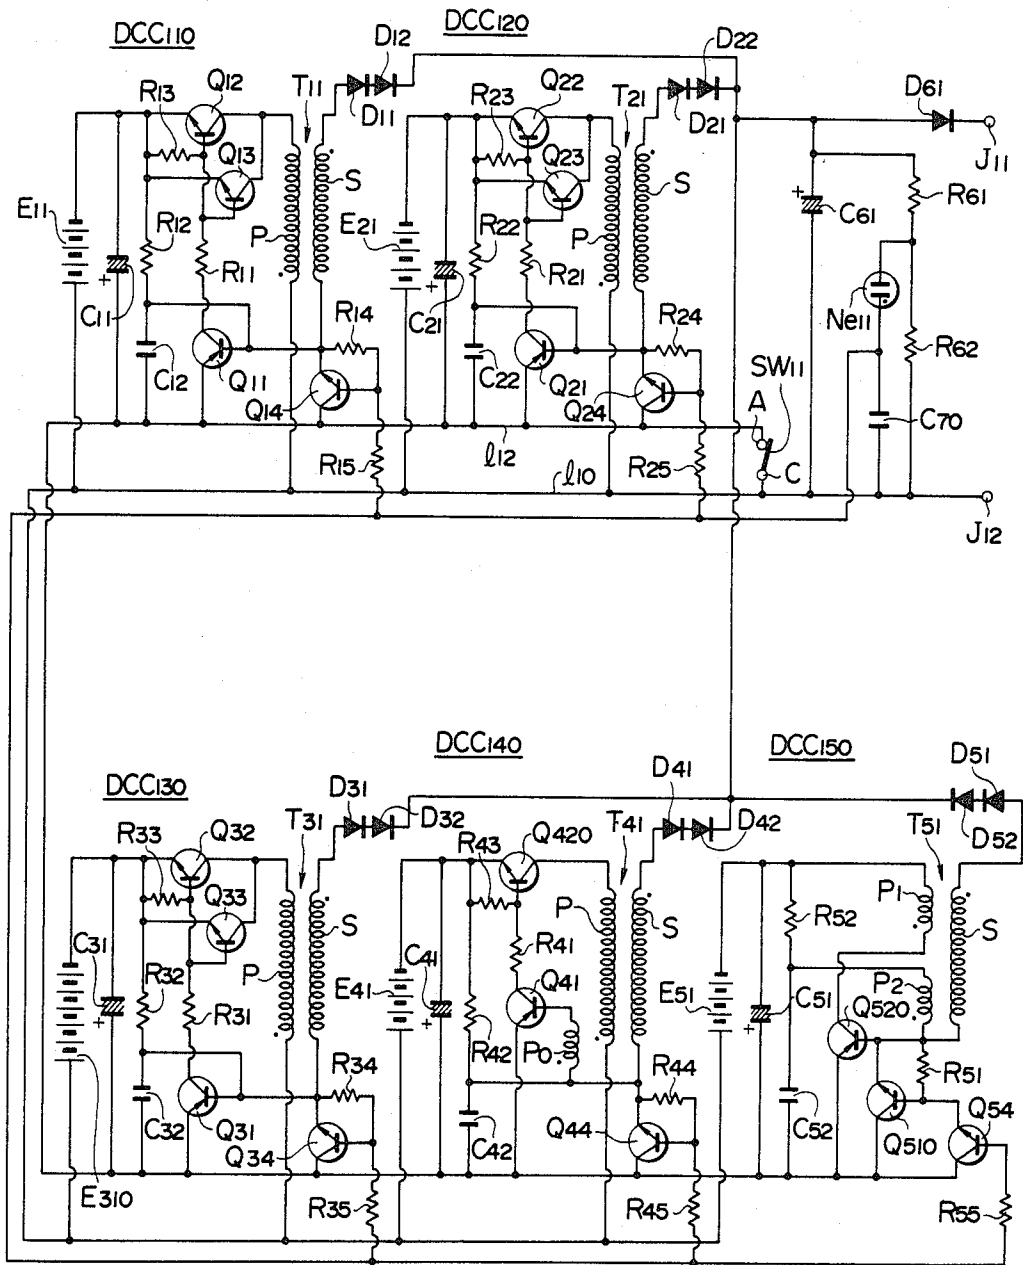 DCC110
DCC120
D12
D22
R13
Q12
T11
D11
R23
Q22
T21
D21
D61
J11
Q13
Q23
S
S
R61
E11
R12
P
E21
R22
P
C61
+
R11
R21
Ne11
+
C11
+
C21
R14
R24
R62
C12
Q11
C22
Q21
SW11
Q14
Q24
A
C70
R15
l12
R25
C
l10
J12
DCC130
DCC140
DCC150
D31
D41
D51
R33
Q32
T31
D32
R43
Q420
T41
D42
T51
D52
Q33
P1
C31
S
P
S
R52
S
R32
P
C41
R41
P2
E41
Q41
E51
C51
Q520
+
R31
+
+
P0
R42
R51
R34
R44
C32
Q31
C42
Q44
C52
Q510
Q54
Q34
E310
R35
R45
R55